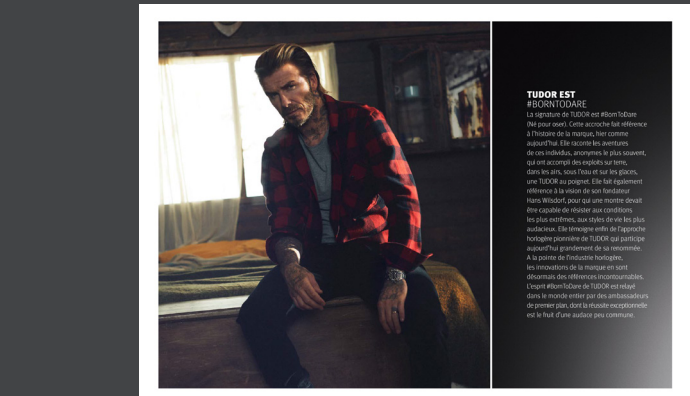 TUDOR EST
#BORNTODARE
La signature de TUDOR est #BornToDare
(Né pour oser). Cette accroche fait référence
à l'histoire de la marque, hier comme
aujourd'hui. Elle raconte les aventures
de ces individus, anonymes le plus souvent,
qui ont accompli des exploits sur terre,
dans les airs, sous l'eau et sur les glaces,
une TUDOR au poignet. Elle fait également
référence à la vision de son fondateur
Hans Wilsdorf, pour qui une montre devait
être capable de résister aux conditions
les plus extrêmes, aux styles de vie les plus
audacieux. Elle témoigne enfin de l'approche
horlogère pionnière de TUDOR qui participe
aujourd'hui grandement de sa renommée.
A la pointe de l'industrie horlogère,
les innovations de la marque en sont
désormais des références incontournables.
L'esprit #BornToDare de TUDOR est relayé
dans le monde entier par des ambassadeurs
de premier plan, dont la réussite exceptionnelle
est le fruit d'une audace peu commune.